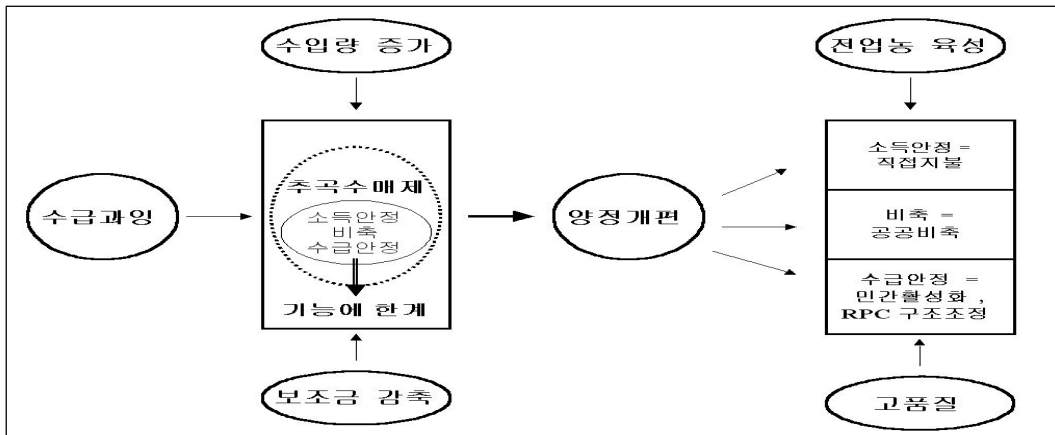 수입량 증가
전업농 육성
수급과잉
추곡수매제
소득안정
비축
수급안정
기능에 한계
양정개편
소득안정 =
직접지불
비축 =
공공비축
수급안정 =
민간활성화 ,
RPC 구조조정
보조금 감축
고품질